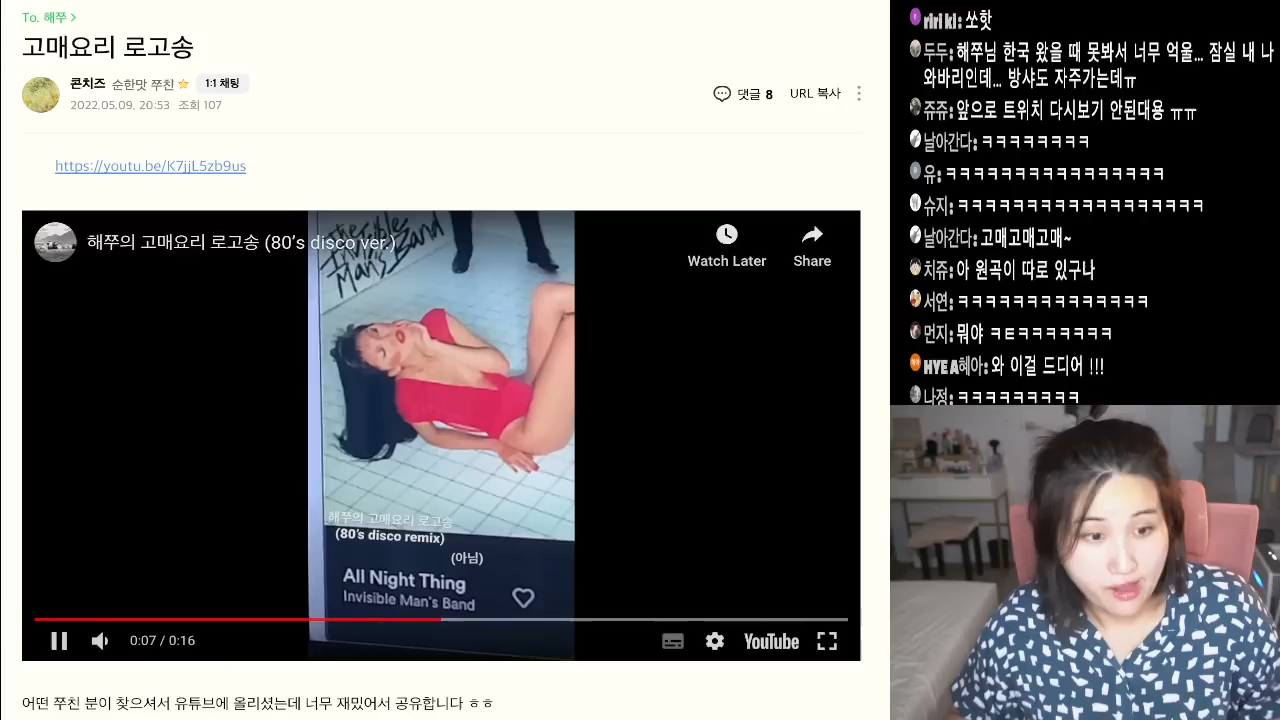 To. 해쭈 >
고매요리 로고송
콘치즈 순한맛 쭈친 1:1 채팅
2022.05.09. 20:53 조회 107
댓글 8 URL 복사
https://youtu.be/K7jjL5zb9us
해쭈의 고매요리 로고송 (80's disco ver.)
Watch Later
Share
the Invisible
Man's Band
해쭈의 고매요리 로고송
(80's disco remix)
(아님)
All Night Thing
Invisible Man's Band
0:07 / 0:16
YouTube
어떤 쭈친 분이 찾으셔서 유튜브에 올리셨는데 너무 재밌어서 공유합니다 ㅎㅎ
riri ki: 쏘핫
두두: 해쭈님 한국 왔을 때 못봐서 너무 억울... 잠실 내 나
와바리인데... 방샤도 자주가는데ㅠ
쥬쥬: 앞으로 트위치 다시보기 안된대용 ㅠㅠ
날아간다: ㅋㅋㅋㅋㅋㅋㅋㅋ
유: ㅋㅋㅋㅋㅋㅋㅋㅋㅋㅋㅋㅋㅋㅋㅋㅋ
슈지: ㅋㅋㅋㅋㅋㅋㅋㅋㅋㅋㅋㅋㅋㅋㅋㅋㅋㅋ
날아간다: 고매고매고매~
치쥬: 아 원곡이 따로 있구나
서연: ㅋㅋㅋㅋㅋㅋㅋㅋㅋㅋㅋㅋㅋㅋ
먼지: 뭐야 ㅋㅌㅋㅋㅋㅋㅋㅋㅋ
HYE A혜아: 와 이걸 드디어 !!!
나정: ㅋㅋㅋㅋㅋㅋㅋㅋㅋ